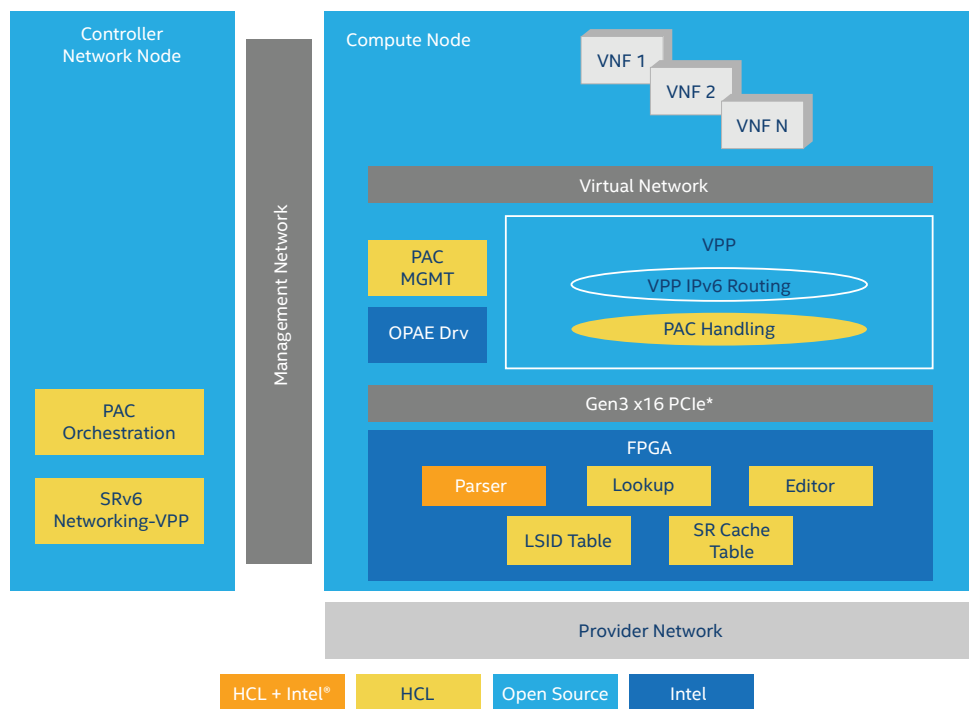 Controller
Network Node
PAC
Orchestration
SRv6
Networking-VPP
Management Network
Compute Node
VNF 1
VNF 2
VNF N
Virtual Network
PAC
MGMT
OPAE Drv
VPP
VPP IPv6 Routing
PAC Handling
Gen3 x16 PCIe*
FPGA
Parser
Lookup
Editor
LSID Table
SR Cache
Table
Provider Network
HCL + Intel®
HCL
Open Source
Intel